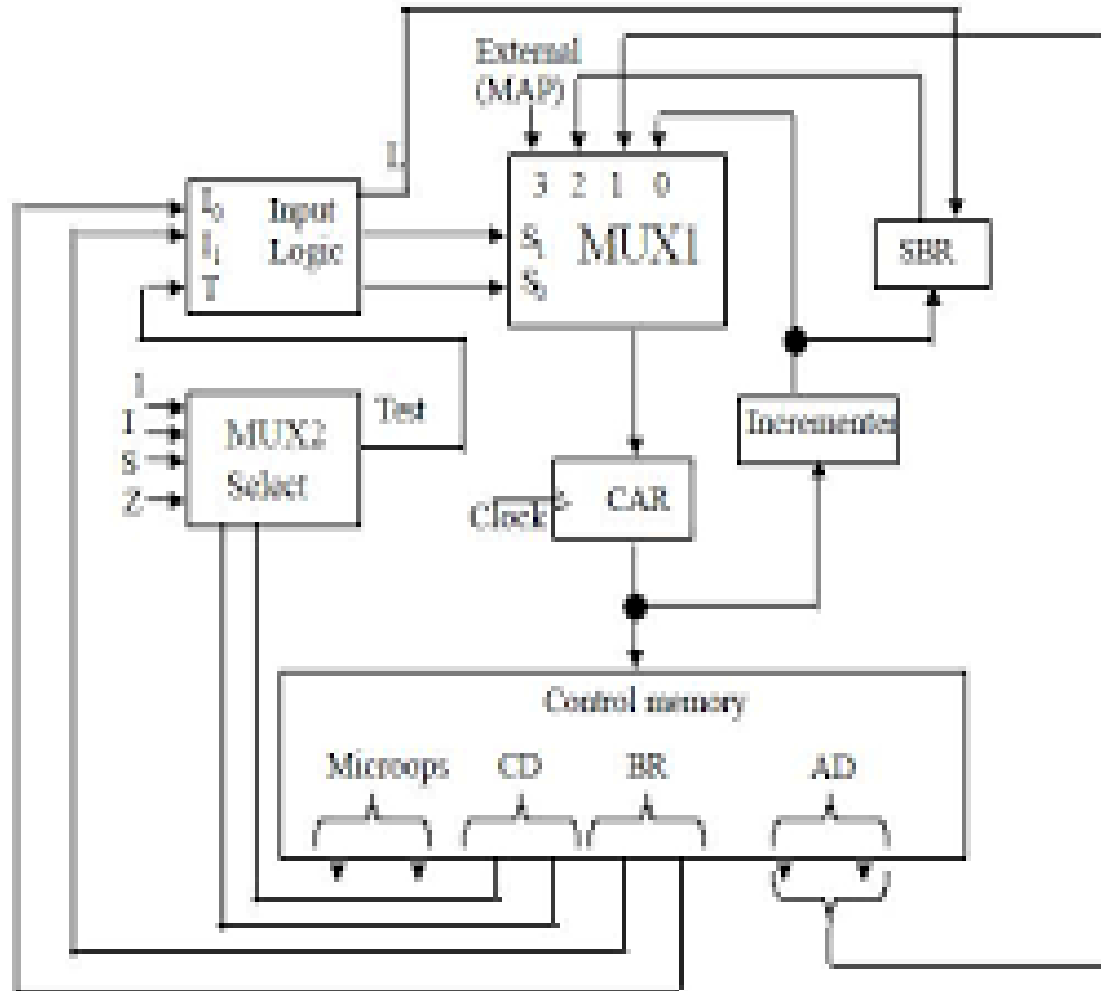 External
(MAP)
L
I0
Input
3 2 1 0
I1
Logic
S1
MUX1
SBR
T
S0
1
Test
I
MUX2
Incrementer
S
Select
Z
Clock
CAR
Control memory
Microops
CD
BR
AD